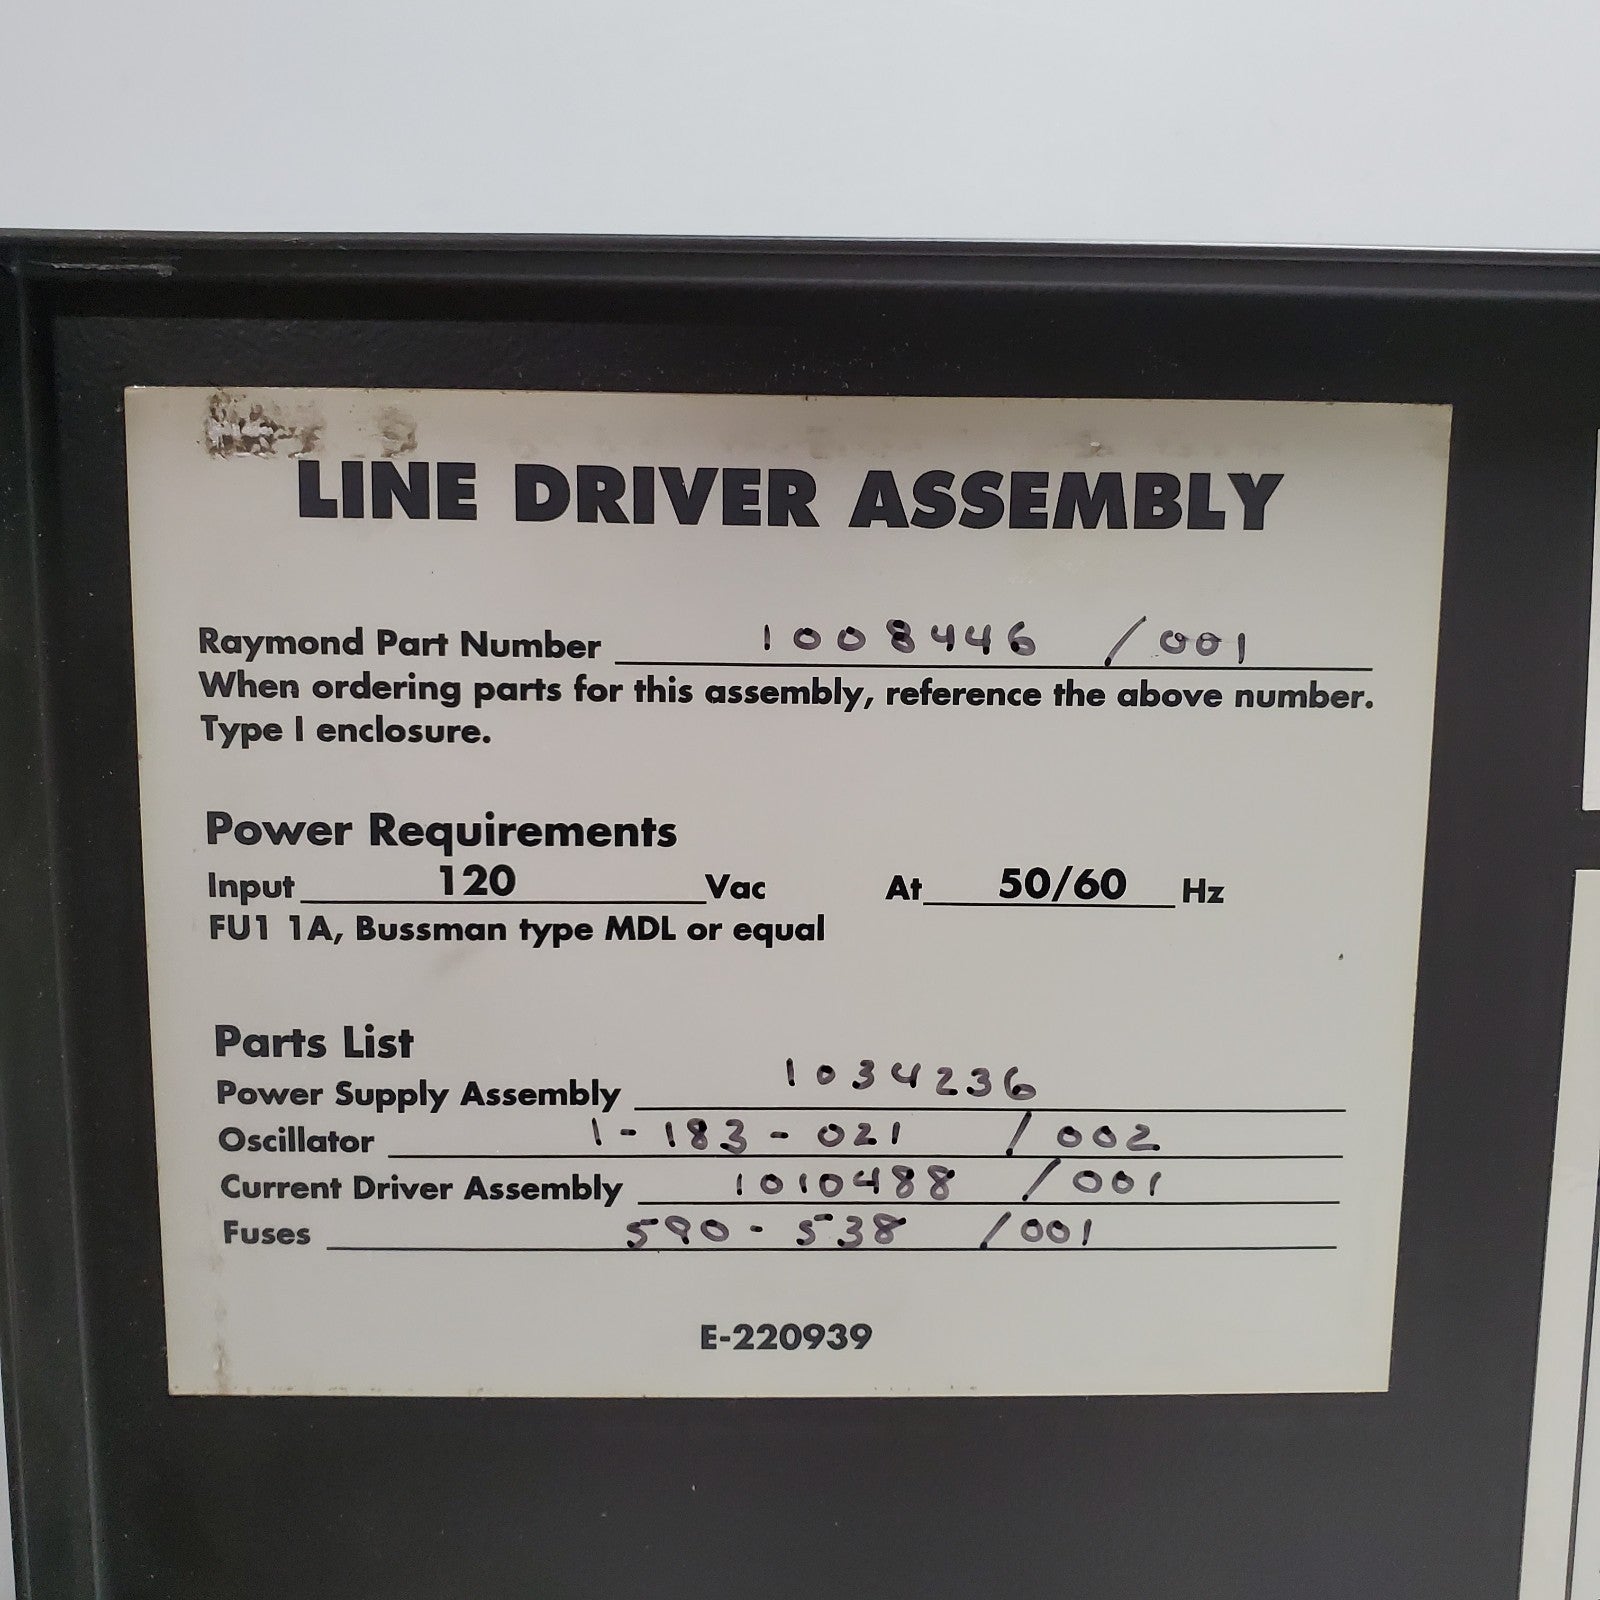 LINE DRIVER ASSEMBLY
Raymond Part Number 1008446 /001
When ordering parts for this assembly, reference the above number.
Type I enclosure.
Power Requirements
Input 120 Vac At 50/60 Hz
FU1 1A, Bussman type MDL or equal
Parts List
Power Supply Assembly 1034236
Oscillator 1-183-021 /002
Current Driver Assembly 1010488 /001
Fuses 590-538 /001
E-220939